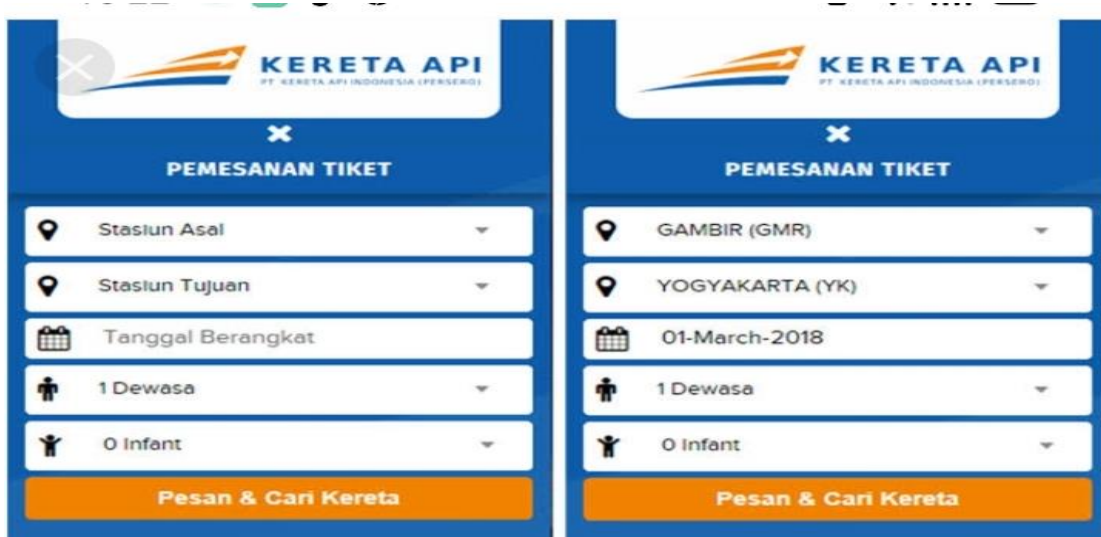 KERETA API
PT KERETA API INDONESIA (PERSERO)
PEMESANAN TIKET
Stasiun Asal
Stasiun Tujuan
Tanggal Berangkat
1 Dewasa
0 Infant
Pesan & Cari Kereta
KERETA API
PT KERETA API INDONESIA (PERSERO)
PEMESANAN TIKET
GAMBIR (GMR)
YOGYAKARTA (YK)
01-March-2018
1 Dewasa
0 Infant
Pesan & Cari Kereta